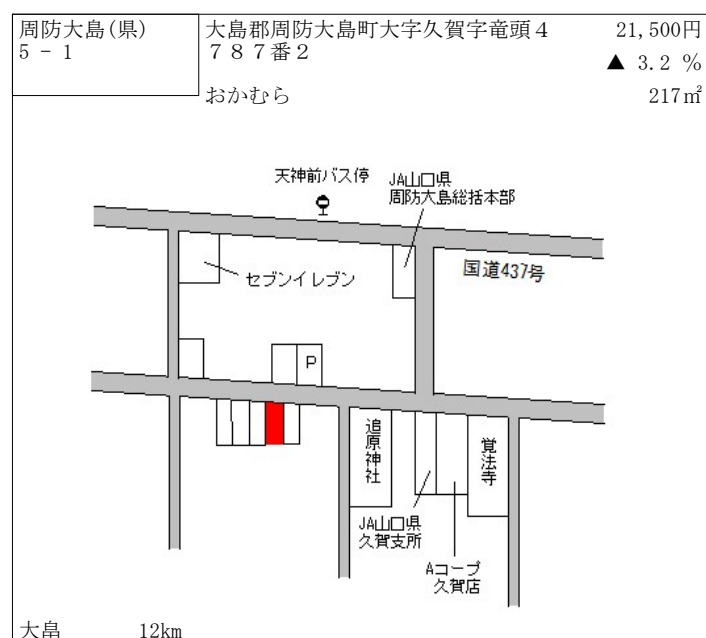 周防大島(県)
5 - 1
大島郡周防大島町大字久賀字竜頭４
７８７番２
おかむら
21,500円
▲ 3.2 %
217㎡
天神前バス停
JA山口県
周防大島総括本部
国道437号
セブンイレブン
P
追原神社
覚法寺
JA山口県
久賀支所
Aコープ
久賀店
大畠 12km